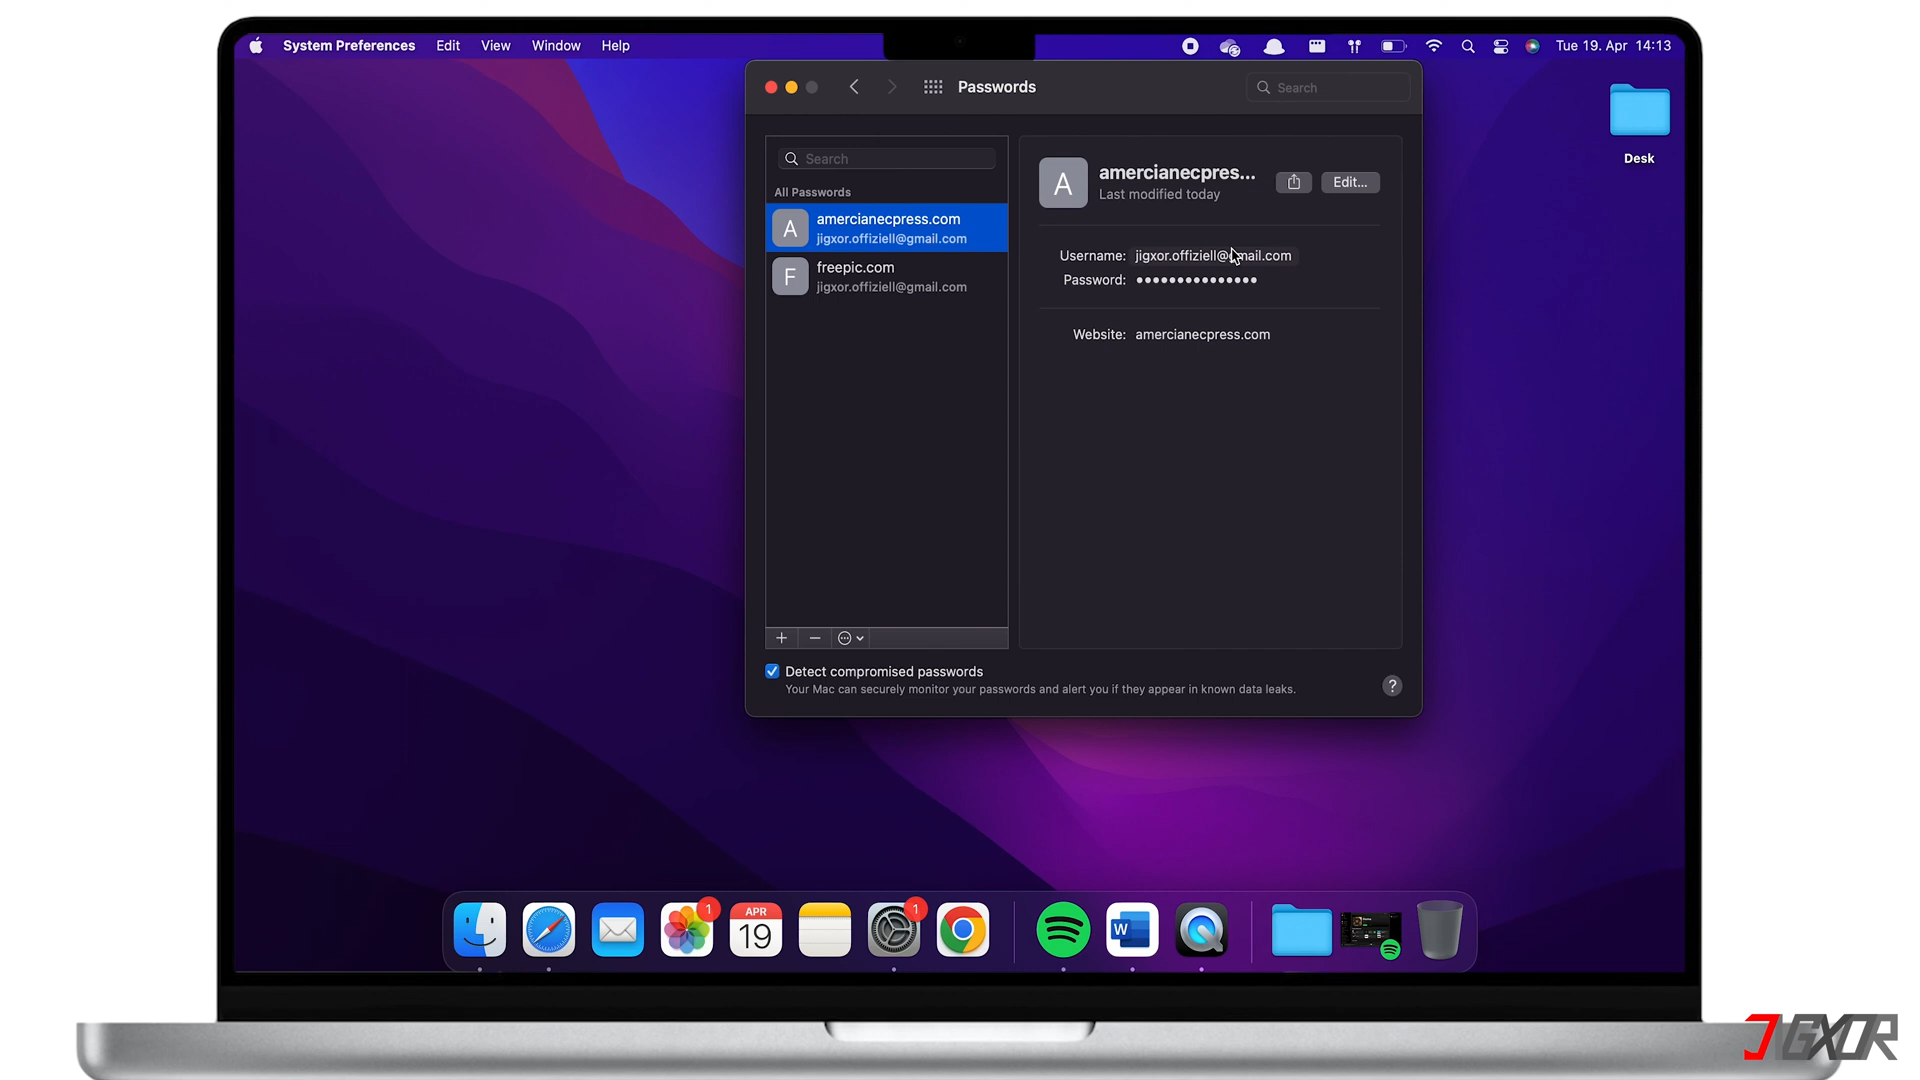 System Preferences Edit View Window Help
Tue 19. Apr 14:13
Passwords
Search
Desk
Search
All Passwords
A
amercianecpress.com
jigxor.offiziell@gmail.com
F
freepic.com
jigxor.offiziell@gmail.com
A
amercianecpres...
Last modified today
Edit...
Username: jigxor.offiziell@gmail.com
Password: •••••••••••••••
Website: amercianecpress.com
Detect compromised passwords
Your Mac can securely monitor your passwords and alert you if they appear in known data leaks.
?
1
APR
19
1
W
JIGXOR